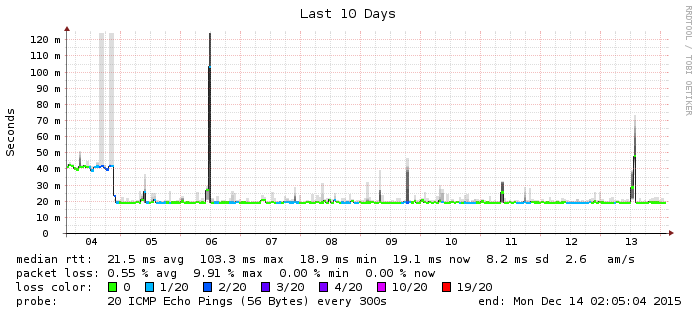 Last 10 Days
RRDTOOL / TOBI OETIKER
Seconds
120 m
110 m
100 m
90 m
80 m
70 m
60 m
50 m
40 m
30 m
20 m
10 m
0
04 05 06 07 08 09 10 11 12 13
median rtt: 21.5 ms avg 103.3 ms max 18.9 ms min 19.1 ms now 8.2 ms sd 2.6 am/s
packet loss: 0.55 % avg 9.91 % max 0.00 % min 0.00 % now
loss color: 0 1/20 2/20 3/20 4/20 10/20 19/20
probe: 20 ICMP Echo Pings (56 Bytes) every 300s end: Mon Dec 14 02:05:04 2015